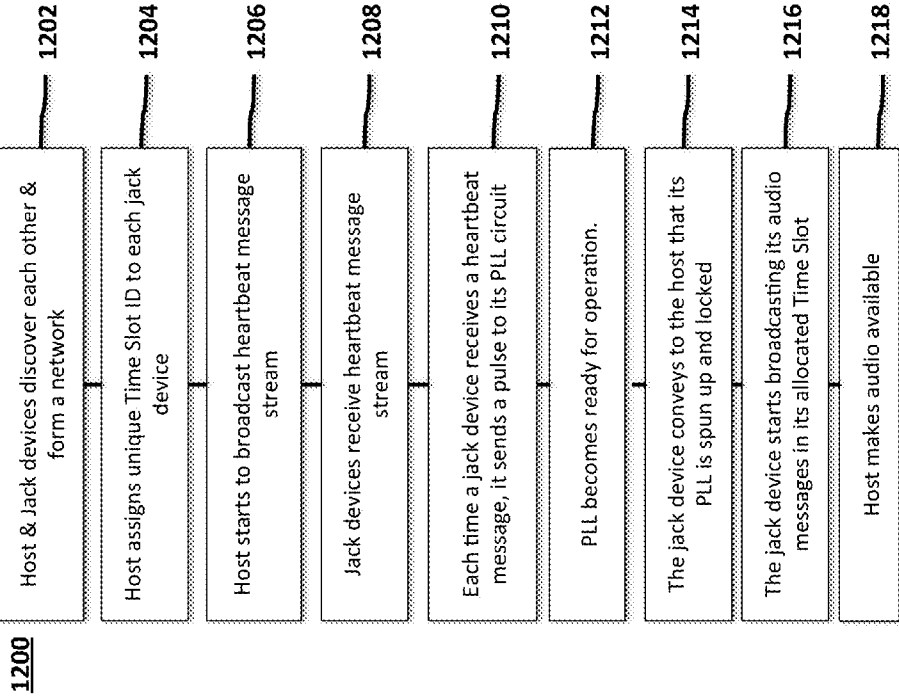 1200
Host & Jack devices discover each other &
form a network
1202
Host assigns unique Time Slot ID to each jack
device
1204
Host starts to broadcast heartbeat message
stream
1206
Jack devices receive heartbeat message
stream
1208
Each time a jack device receives a heartbeat
message, it sends a pulse to its PLL circuit
1210
PLL becomes ready for operation.
1212
The jack device conveys to the host that its
PLL is spun up and locked
1214
The jack device starts broadcasting its audio
messages in its allocated Time Slot
1216
Host makes audio available
1218